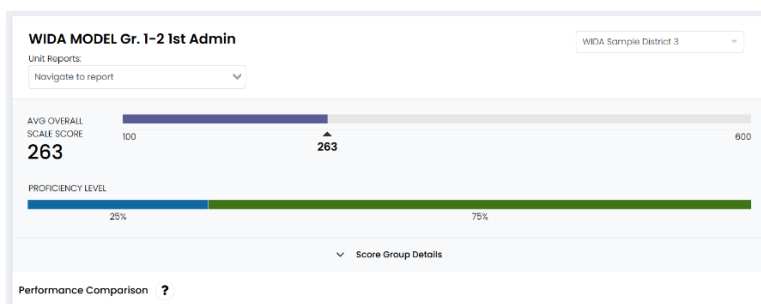 WIDA MODEL Gr. 1-2 1st Admin
WIDA Sample District 3
Unit Reports:
Navigate to report
AVG OVERALL
SCALE SCORE
263
100
263
600
PROFICIENCY LEVEL
25%
75%
Score Group Details
Performance Comparison ?